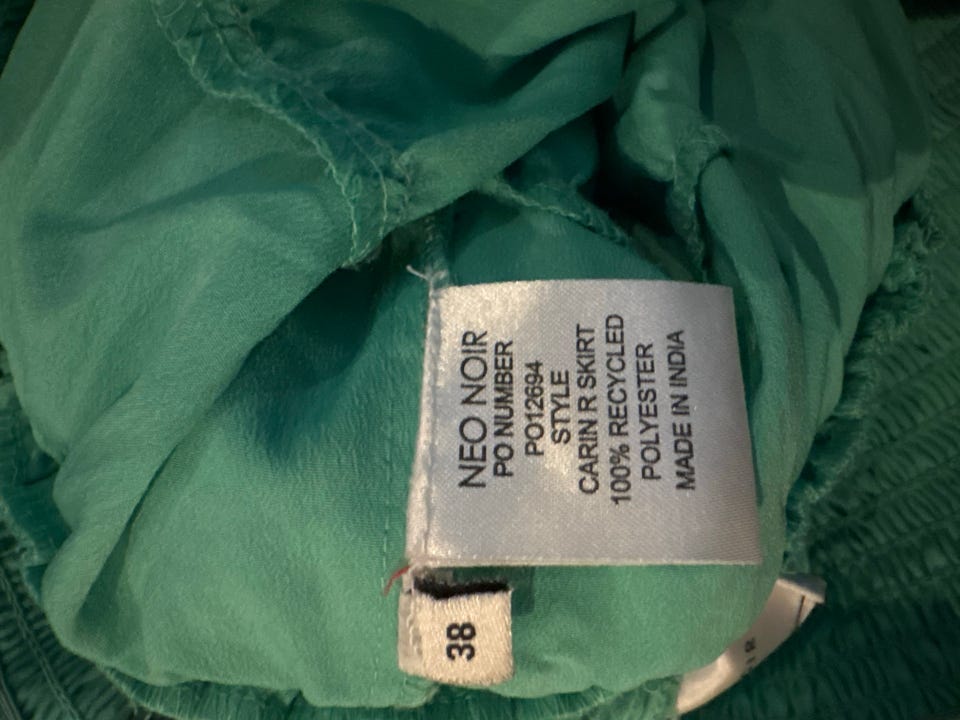 NEO NOIR
PO NUMBER
PO12694
STYLE
CARIN R SKIRT
100% RECYCLED
POLYESTER
MADE IN INDIA
38